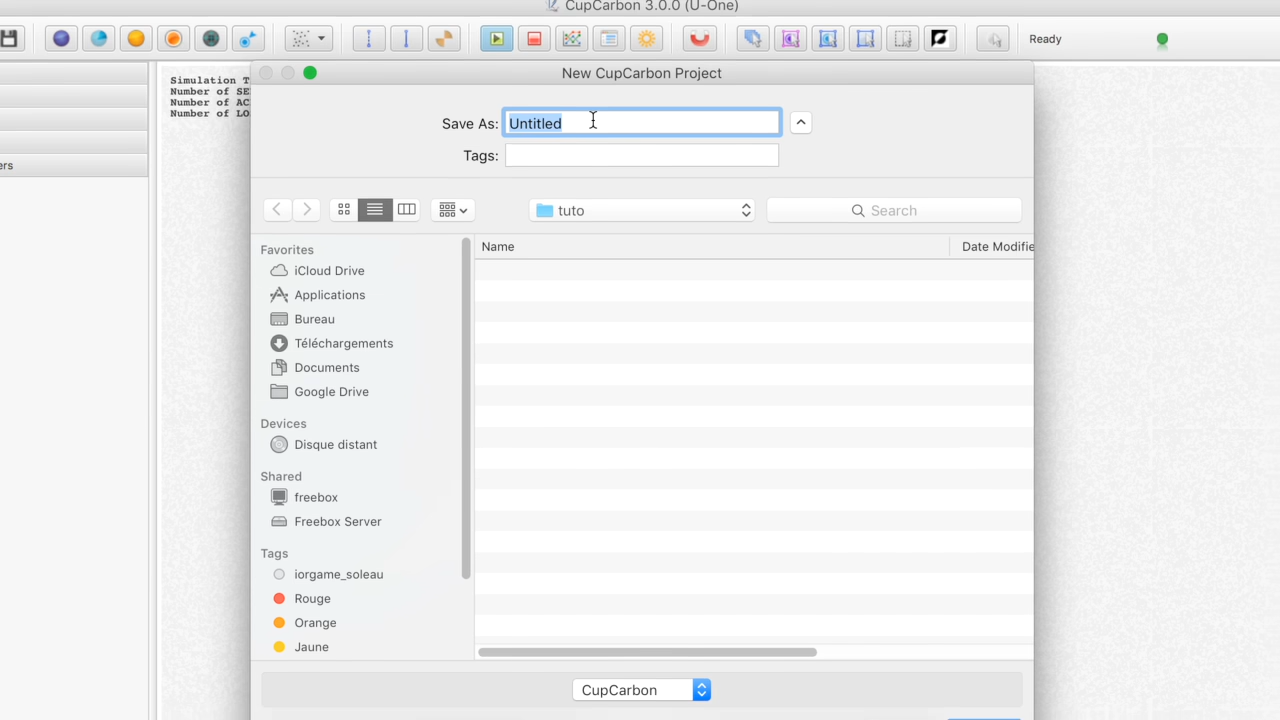 CupCarbon 3.0.0 (U-One)
Ready
Simulation T
Number of SE
Number of AC
Number of LO
ers
New CupCarbon Project
Save As: Untitled
Tags:
tuto
Search
Name Date Modifie
Favorites
iCloud Drive
Applications
Bureau
Téléchargements
Documents
Google Drive
Devices
Disque distant
Shared
freebox
Freebox Server
Tags
iorgame_soleau
Rouge
Orange
Jaune
CupCarbon